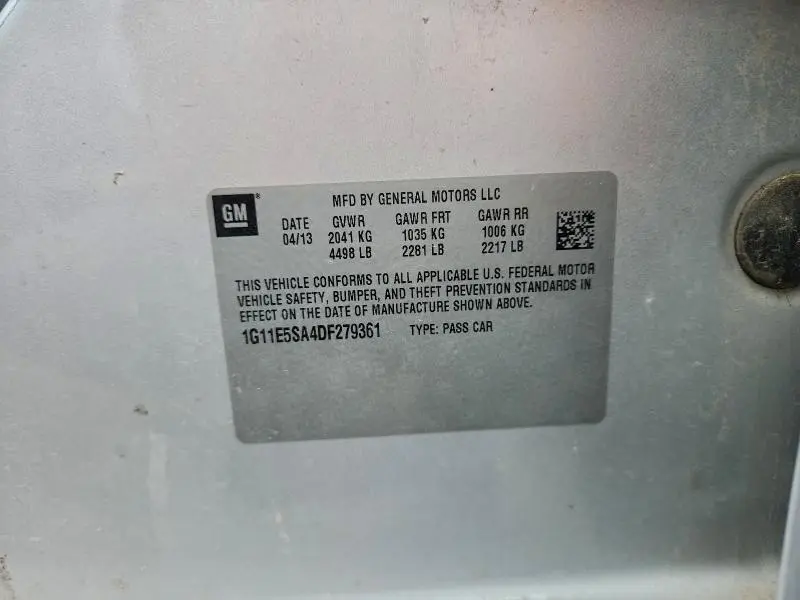 GM®
MFD BY GENERAL MOTORS LLC
DATE GVWR GAWR FRT GAWR RR
04/13 2041 KG 1035 KG 1006 KG
4498 LB 2281 LB 2217 LB
THIS VEHICLE CONFORMS TO ALL APPLICABLE U.S. FEDERAL MOTOR
VEHICLE SAFETY, BUMPER, AND THEFT PREVENTION STANDARDS IN
EFFECT ON THE DATE OF MANUFACTURE SHOWN ABOVE.
1G11E5SA4DF279361 TYPE: PASS CAR